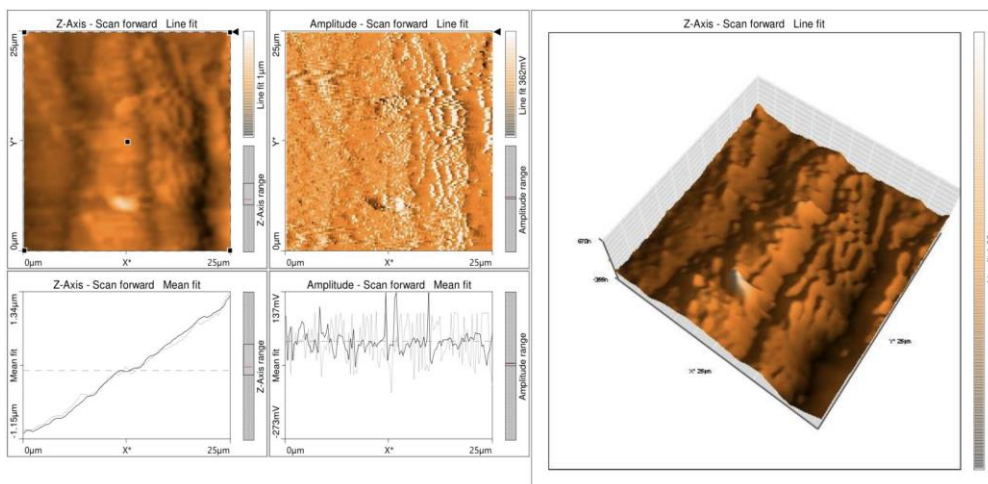 Z-Axis - Scan forward Line fit
25µm
Y*
0µm
0µm X* 25µm
Line fit 1µm
Z-Axis range
Amplitude - Scan forward Line fit
25µm
Y*
0µm
0µm X* 25µm
Line fit 362mV
Amplitude range
Z-Axis - Scan forward Mean fit
1.34µm
Mean fit
-1.15µm
0µm X* 25µm
Z-Axis range
Amplitude - Scan forward Mean fit
137mV
Mean fit
-273mV
0µm X* 25µm
Amplitude range
Z-Axis - Scan forward Line fit
Y* 25µm
X* 25µm